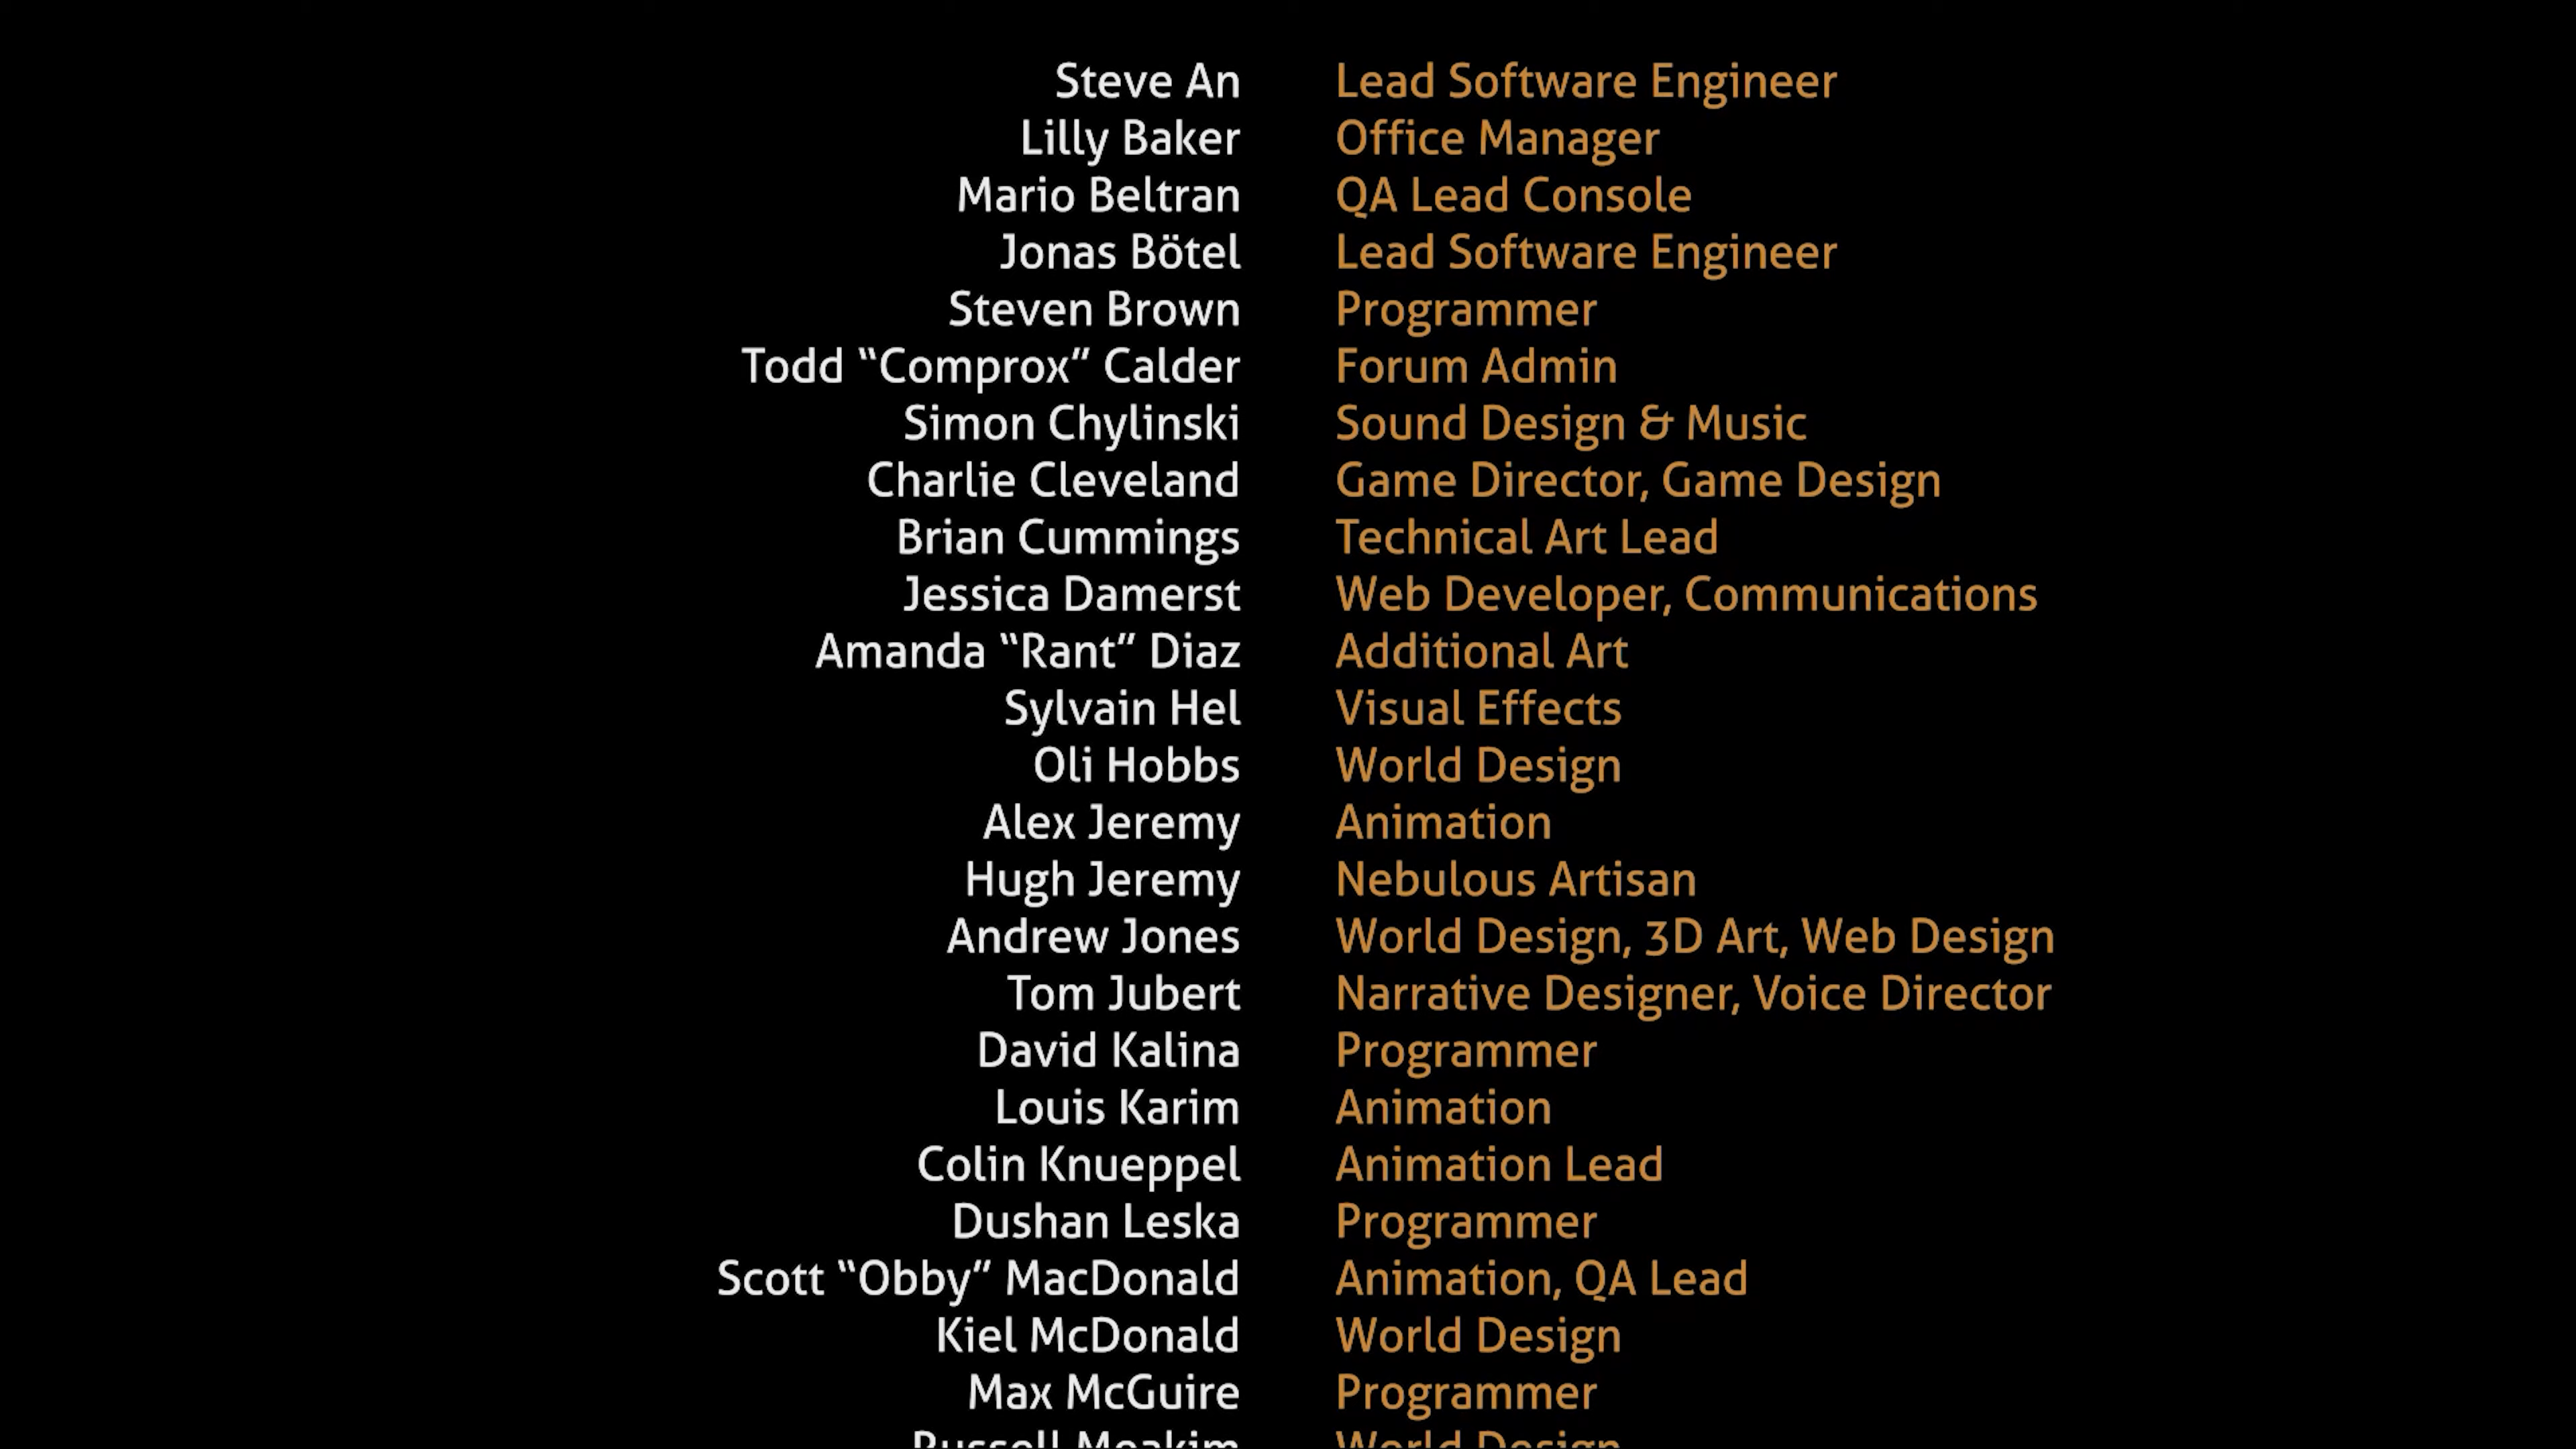 Steve An Lead Software Engineer
Lilly Baker Office Manager
Mario Beltran QA Lead Console
Jonas Bötel Lead Software Engineer
Steven Brown Programmer
Todd “Comprox” Calder Forum Admin
Simon Chylinski Sound Design & Music
Charlie Cleveland Game Director, Game Design
Brian Cummings Technical Art Lead
Jessica Damerst Web Developer, Communications
Amanda “Rant” Diaz Additional Art
Sylvain Hel Visual Effects
Oli Hobbs World Design
Alex Jeremy Animation
Hugh Jeremy Nebulous Artisan
Andrew Jones World Design, 3D Art, Web Design
Tom Jubert Narrative Designer, Voice Director
David Kalina Programmer
Louis Karim Animation
Colin Knueppel Animation Lead
Dushan Leska Programmer
Scott “Obby” MacDonald Animation, QA Lead
Kiel McDonald World Design
Max McGuire Programmer
Russell Meakim World Design